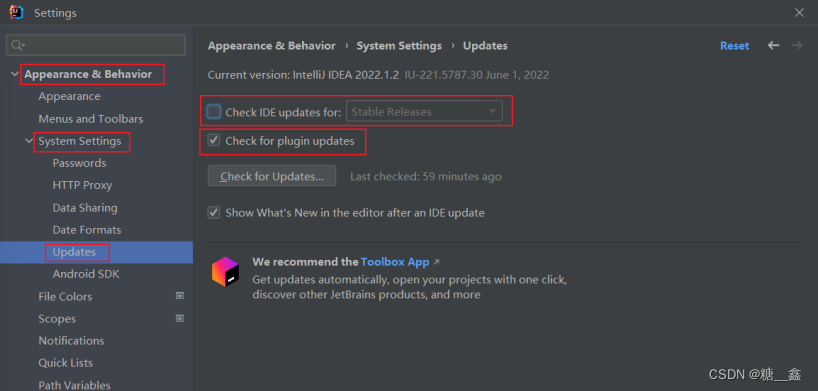 Settings
Appearance & Behavior
Appearance
Menus and Toolbars
System Settings
Passwords
HTTP Proxy
Data Sharing
Date Formats
Updates
Android SDK
File Colors
Scopes
Notifications
Quick Lists
Path Variables
Appearance & Behavior › System Settings › Updates
Reset
Current version: IntelliJ IDEA 2022.1.2 IU-221.5787.30 June 1, 2022
Check IDE updates for: Stable Releases
Check for plugin updates
Check for Updates... Last checked: 59 minutes ago
Show What's New in the editor after an IDE update
We recommend the Toolbox App ↗
Get updates automatically, open your projects with one click,
discover other JetBrains products, and more
CSDN @糖__鑫